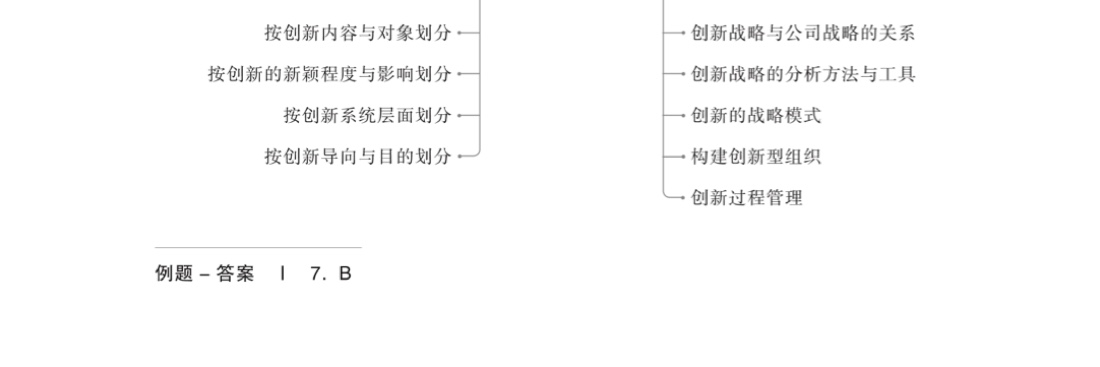 按创新内容与对象划分
按创新的新颖程度与影响划分
按创新系统层面划分
按创新导向与目的划分
创新战略与公司战略的关系
创新战略的分析方法与工具
创新的战略模式
构建创新型组织
创新过程管理
例题 – 答案 | 7. B